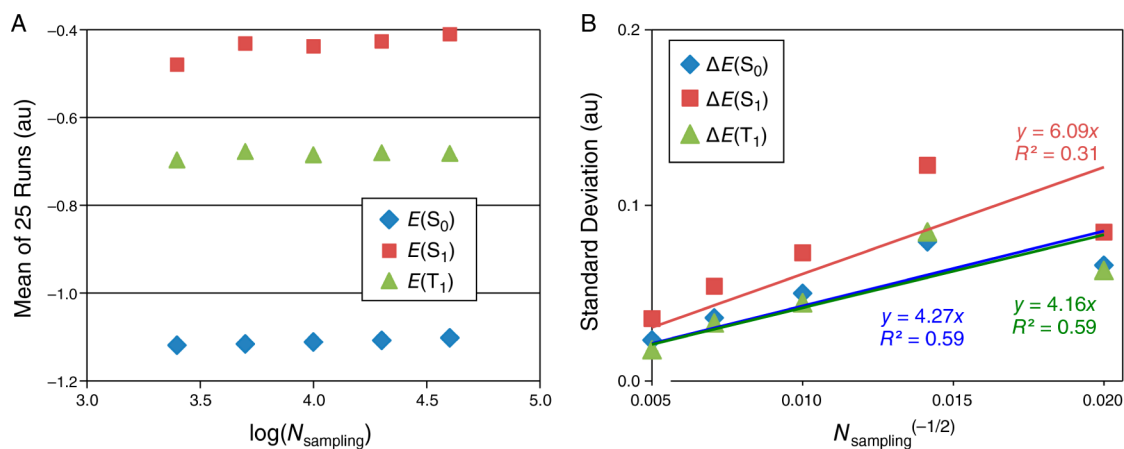 A
Mean of 25 Runs (au)
−0.4
−0.6
−0.8
−1.0
−1.2
E(S0)
E(S1)
E(T1)
3.0 3.5 4.0 4.5 5.0
log(Nsampling)
B
Standard Deviation (au)
0.2
0.1
0.0
ΔE(S0)
ΔE(S1)
ΔE(T1)
y = 6.09x
R² = 0.31
y = 4.27x
R² = 0.59
y = 4.16x
R² = 0.59
0.005 0.010 0.015 0.020
Nsampling(−1/2)